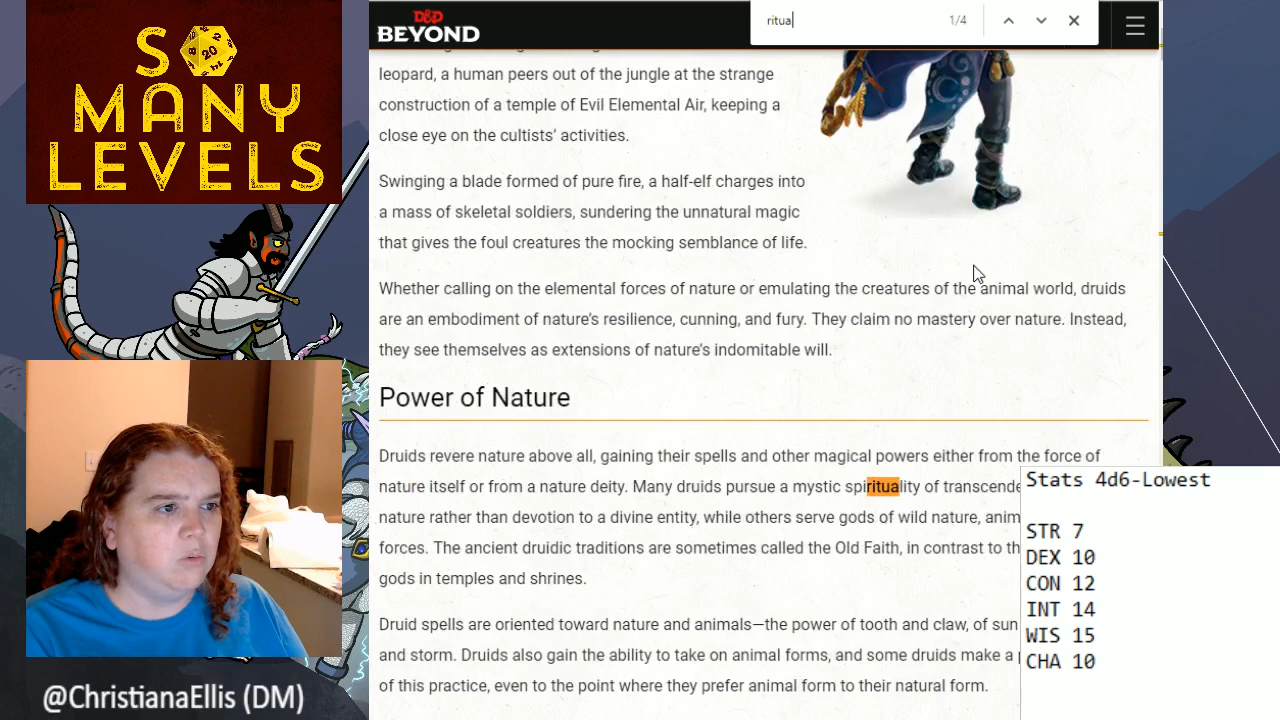 SO
MANY
LEVELS
20
D&D
BEYOND
ritua
1/4
leopard, a human peers out of the jungle at the strange
construction of a temple of Evil Elemental Air, keeping a
close eye on the cultists' activities.
Swinging a blade formed of pure fire, a half-elf charges into
a mass of skeletal soldiers, sundering the unnatural magic
that gives the foul creatures the mocking semblance of life.
Whether calling on the elemental forces of nature or emulating the creatures of the animal world, druids
are an embodiment of nature's resilience, cunning, and fury. They claim no mastery over nature. Instead,
they see themselves as extensions of nature's indomitable will.
Power of Nature
Druids revere nature above all, gaining their spells and other magical powers either from the force of
nature itself or from a nature deity. Many druids pursue a mystic spirituality of transcende
nature rather than devotion to a divine entity, while others serve gods of wild nature, anim
forces. The ancient druidic traditions are sometimes called the Old Faith, in contrast to th
gods in temples and shrines.
Druid spells are oriented toward nature and animals—the power of tooth and claw, of sun
and storm. Druids also gain the ability to take on animal forms, and some druids make a
of this practice, even to the point where they prefer animal form to their natural form.
Stats 4d6-Lowest
STR 7
DEX 10
CON 12
INT 14
WIS 15
CHA 10
@ChristianaEllis (DM)